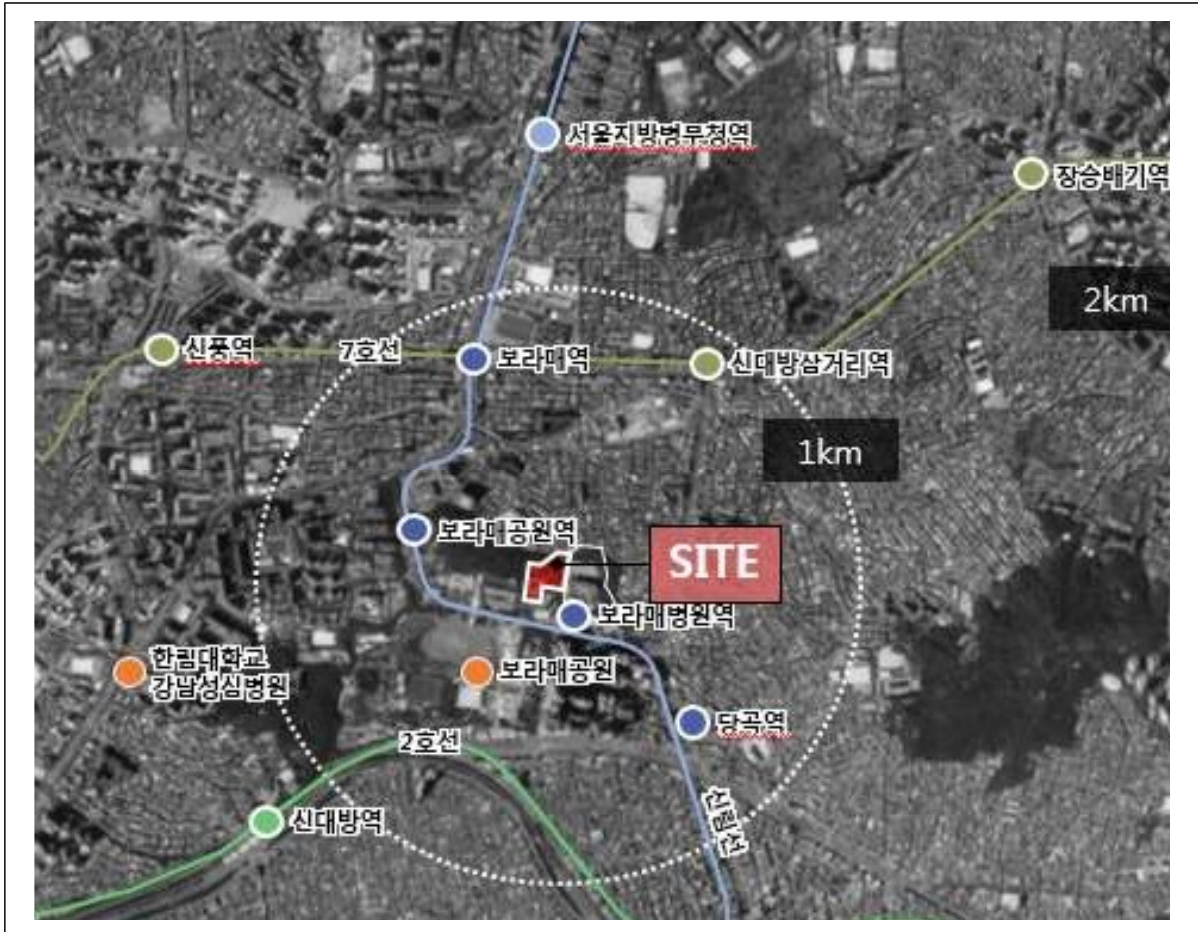 서울지방병무청역
장승배기역
2km
신풍역
7호선
보라매역
신대방삼거리역
1km
보라매공원역
SITE
보라매병원역
한림대학교
강남성심병원
보라매공원
당곡역
2호선
신대방역
신림선